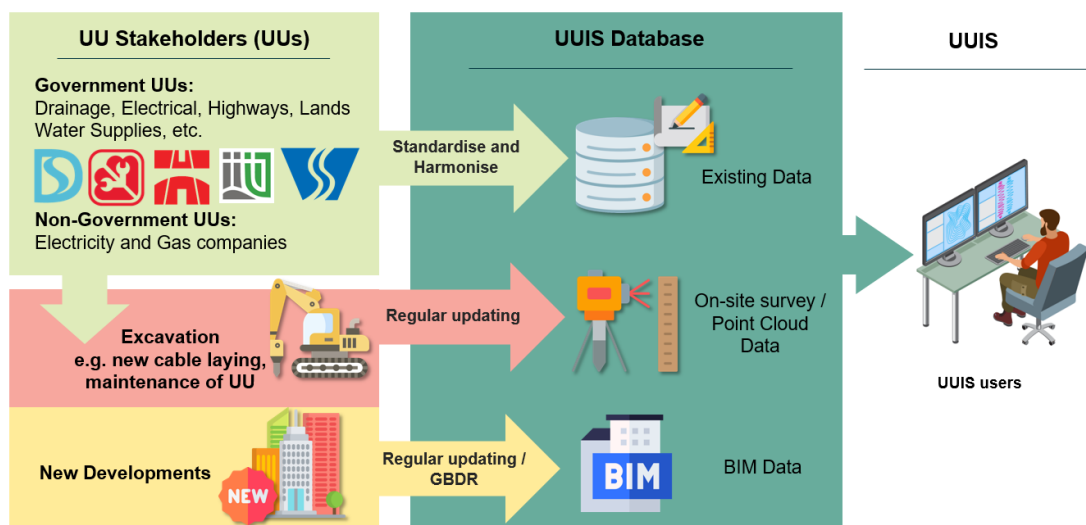 UU Stakeholders (UUs)
Government UUs:
Drainage, Electrical, Highways, Lands
Water Supplies, etc.
Non-Government UUs:
Electricity and Gas companies
Excavation
e.g. new cable laying,
maintenance of UU
New Developments
NEW
Standardise and
Harmonise
Regular updating
Regular updating /
GBDR
UUIS Database
Existing Data
On-site survey /
Point Cloud
Data
BIM
BIM Data
UUIS
UUIS users